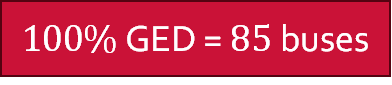 100% GED = 85 buses